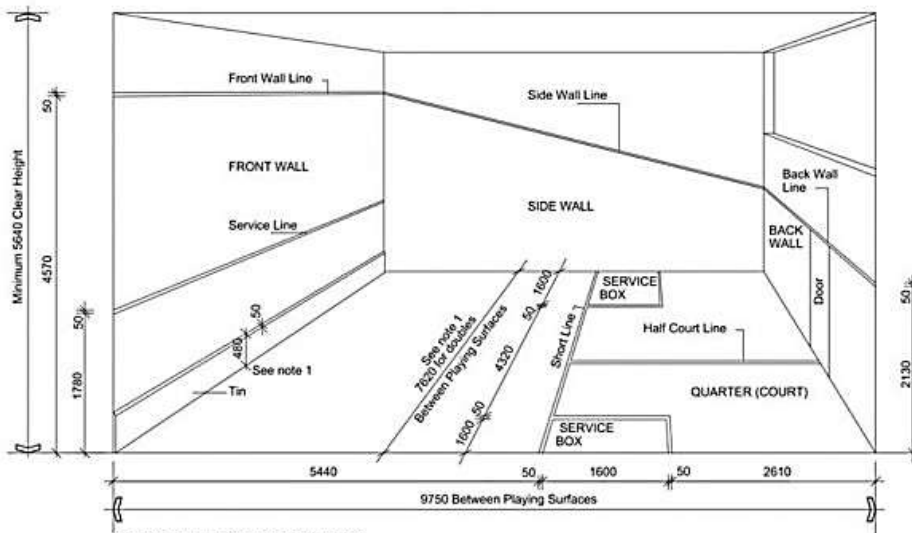 Front Wall Line
Side Wall Line
Back Wall
Line
FRONT WALL
SIDE WALL
BACK
WALL
Service Line
Door
Minimum 5640 Clear Height
50
4570
50
1780
50
480
See note 1
Tin
See note 1
7620 for doubles
Between Playing Surfaces
1600
50
4320
50
1600
Short Line
SERVICE
BOX
Half Court Line
QUARTER (COURT)
SERVICE
BOX
50
2130
5440
50
1600
50
2610
9750 Between Playing Surfaces